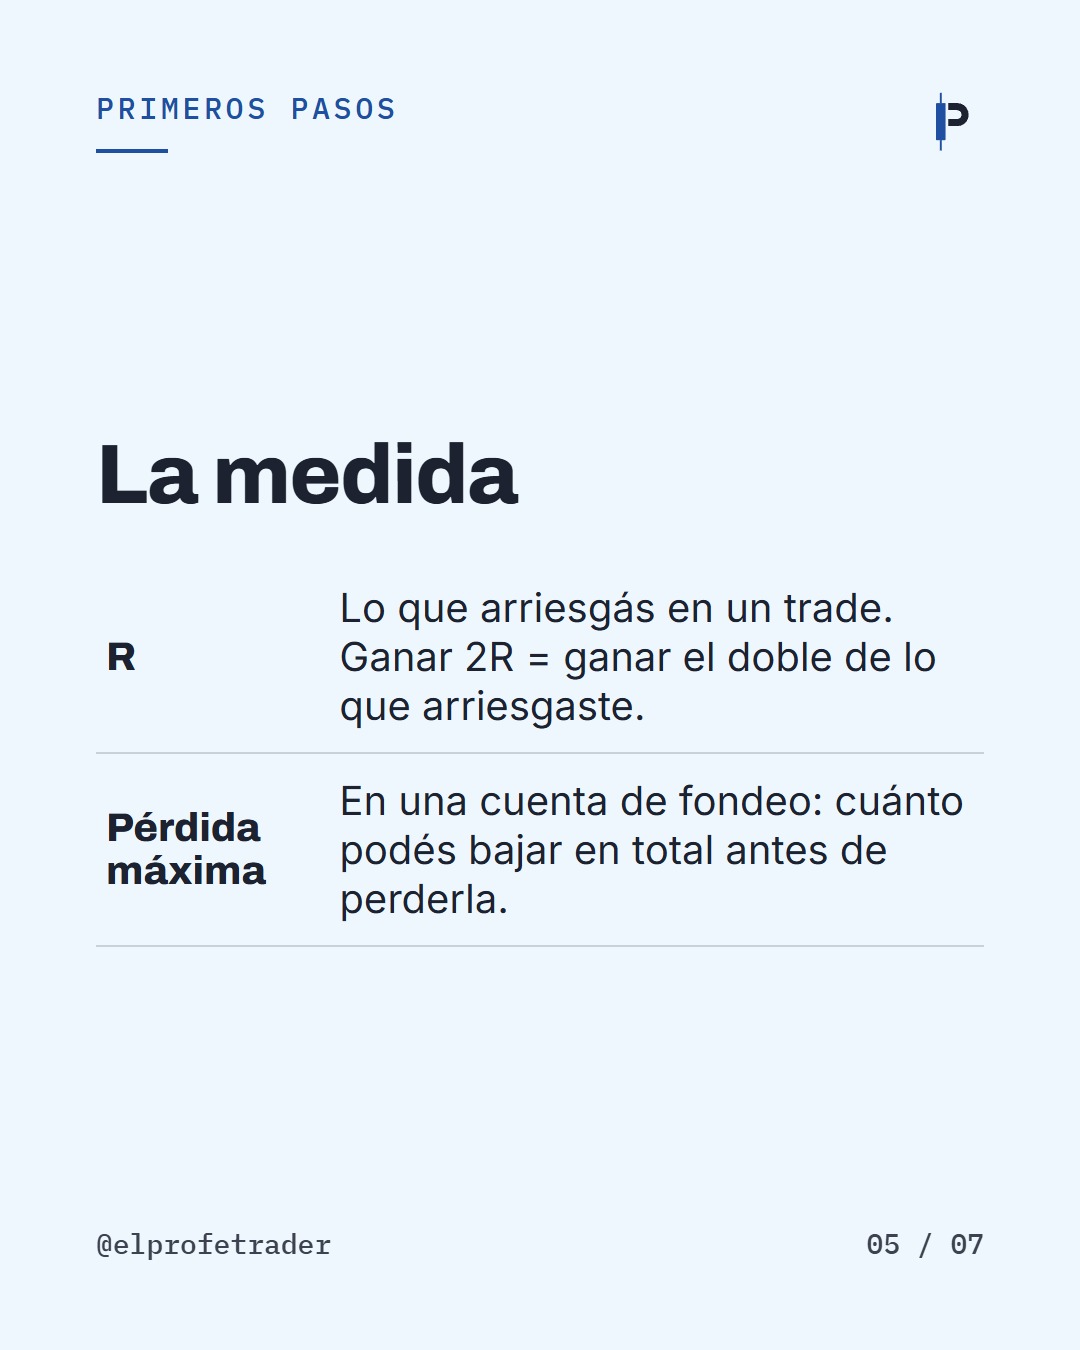 PRIMEROS PASOS
La medida
R
Lo que arriesgás en un trade.
Ganar 2R = ganar el doble de lo
que arriesgaste.
Pérdida
máxima
En una cuenta de fondeo: cuánto
podés bajar en total antes de
perderla.
@elprofetrader
05 / 07